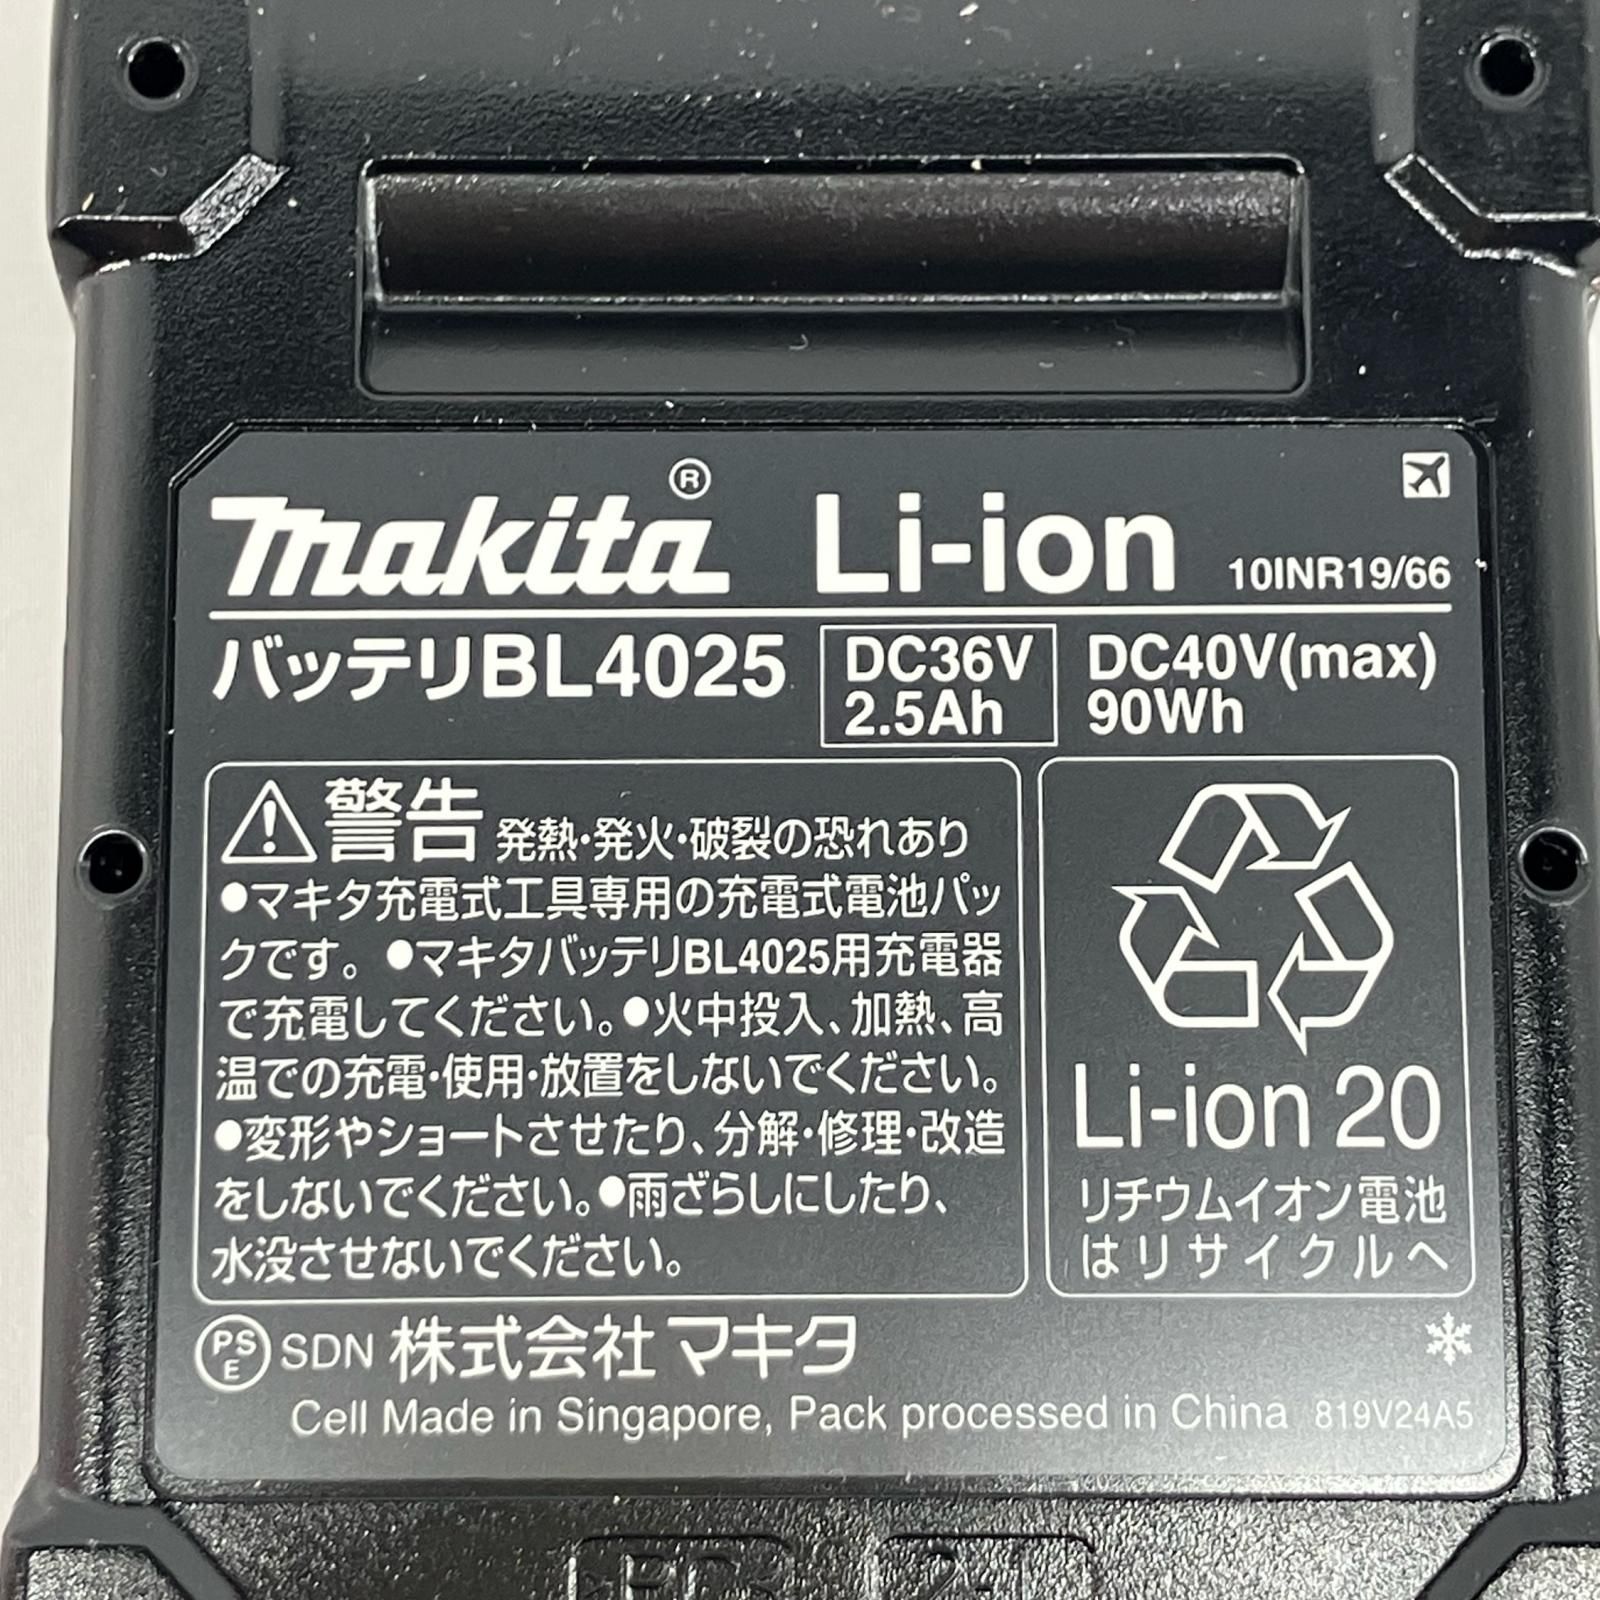 makita® Li-ion 10INR19/66
バッテリBL4025 DC36V DC40V(max)
2.5Ah 90Wh
警告 発熱・発火・破裂の恐れあり
●マキタ充電式工具専用の充電式電池パッ
クです。●マキタバッテリBL4025用充電器
で充電してください。●火中投入、加熱、高
温での充電・使用・放置をしないでください。
●変形やショートさせたり、分解・修理・改造
をしないでください。●雨ざらしにしたり、
水没させないでください。
Li-ion 20
リチウムイオン電池
はリサイクルへ
PSE SDN 株式会社マキタ
Cell Made in Singapore, Pack processed in China 819V24A5